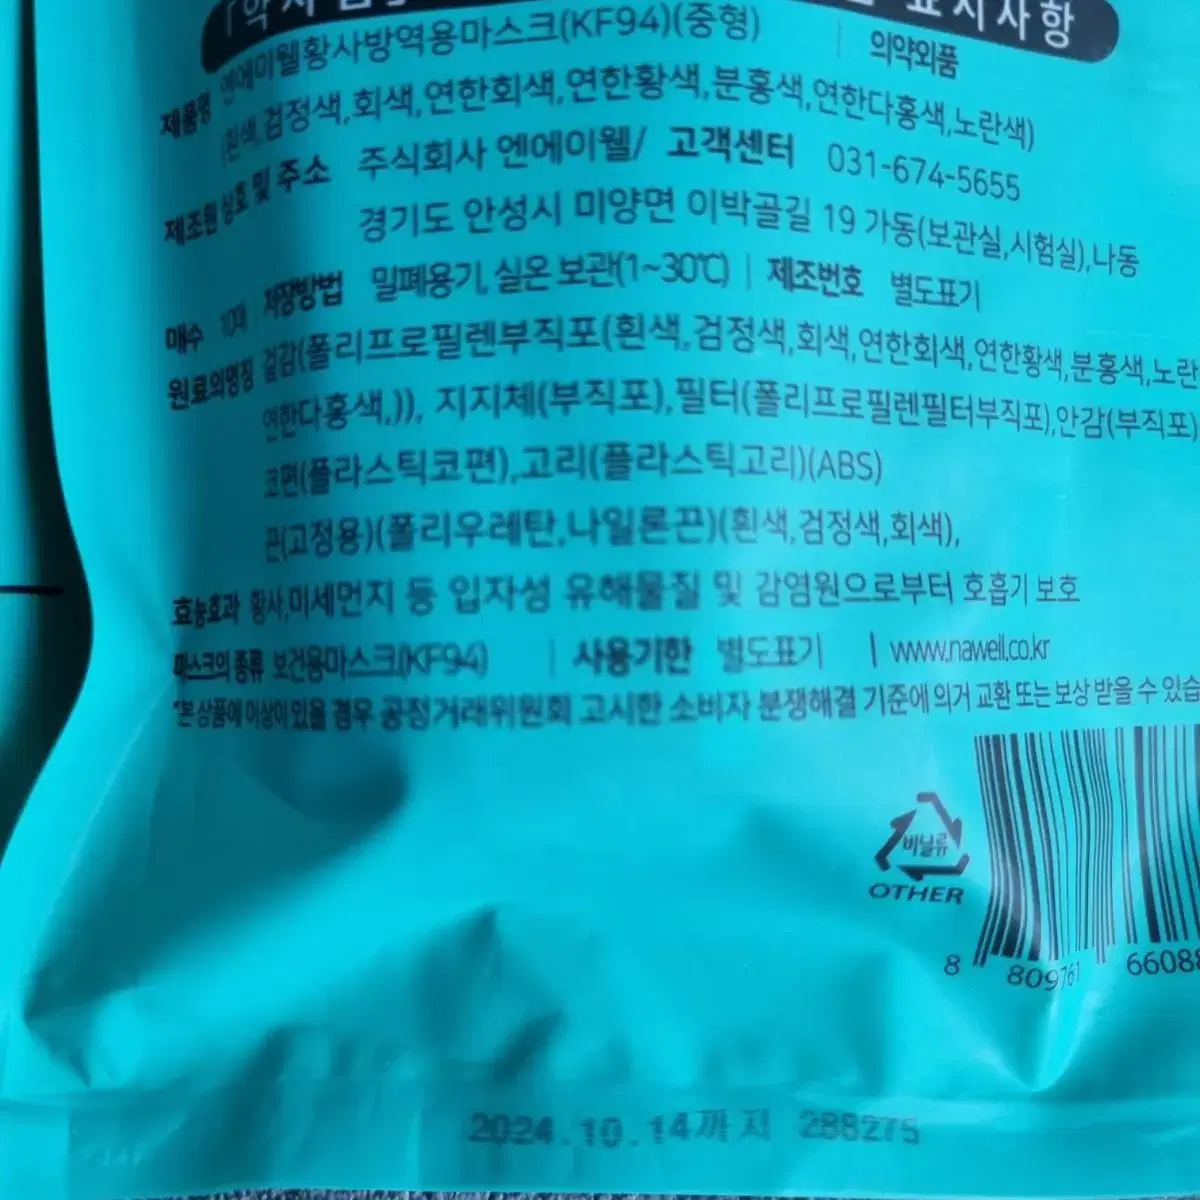 표시사항
제품명 엔에이웰황사방역용마스크(KF94)(중형) | 의약외품
(흰색,검정색,회색,연한회색,연한황색,분홍색,연한다홍색,노란색)
제조원 상호 및 주소 주식회사 엔에이웰/ 고객센터 031-674-5655
경기도 안성시 미양면 이박골길 19 가동(보관실,시험실),나동
매수 10매 저장방법 밀폐용기, 실온 보관(1~30℃) | 제조번호 별도표기
원료의명칭 겉감(폴리프로필렌부직포(흰색,검정색,회색,연한회색,연한황색,분홍색,노란
연한다홍색,)), 지지체(부직포),필터(폴리프로필렌필터부직포),안감(부직포)
코편(플라스틱코편),고리(플라스틱고리)(ABS)
끈(고정용)(폴리우레탄,나일론끈)(흰색,검정색,회색),
효능효과 황사,미세먼지 등 입자성 유해물질 및 감염원으로부터 호흡기 보호
마스크의 종류 보건용마스크(KF94) | 사용기한 별도표기 | www.nawell.co.kr
*본 상품에 이상이 있을 경우 공정거래위원회 고시한 소비자 분쟁해결 기준에 의거 교환 또는 보상 받을 수 있습
비닐류
OTHER
8 809761 66088
2024.10.14까지 288275